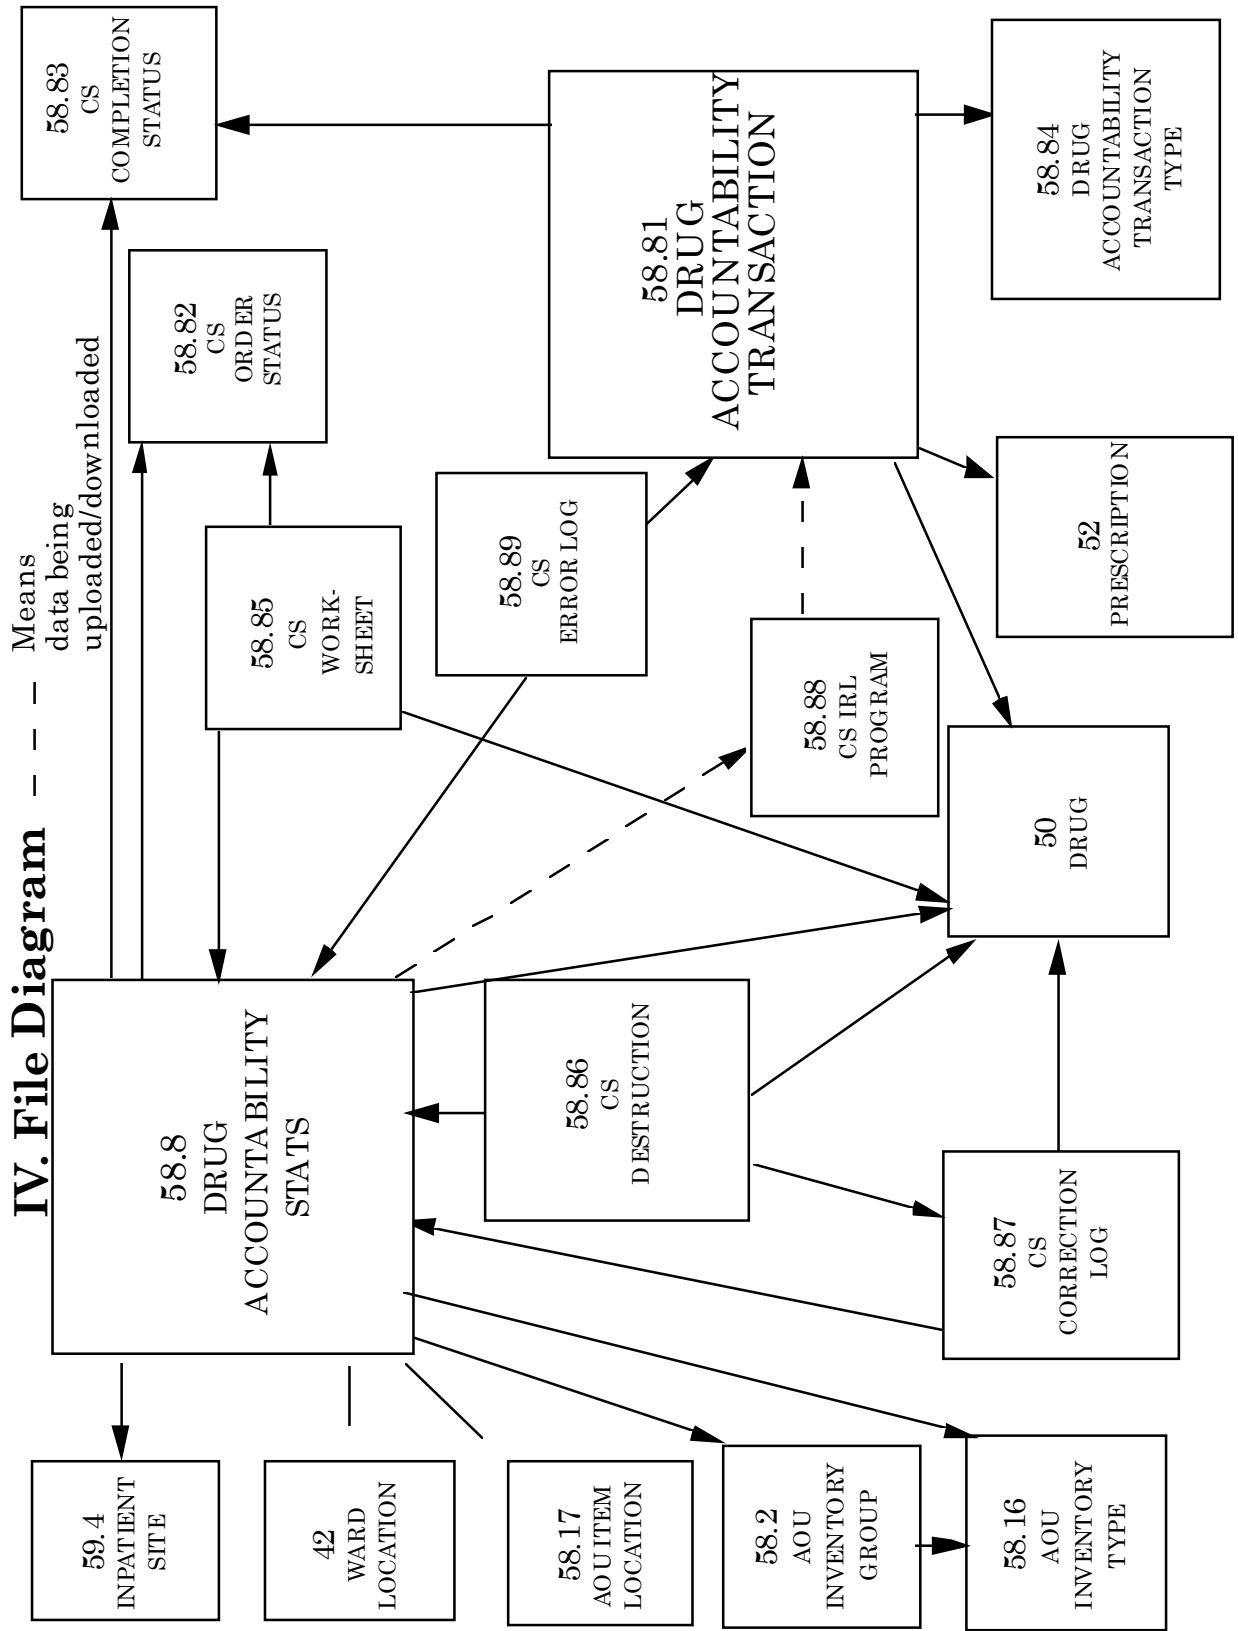 IV. File Diagram — — — Means
data being
uploaded/downloaded
59.4
INPATIENT
SITE
58.8
DRUG
ACCOUNTABILITY
STATS
58.83
CS
COMPLETION
STATUS
58.82
CS
ORDER
STATUS
58.85
CS
WORK-
SHEET
42
WARD
LOCATION
58.89
CS
ERROR LOG
58.17
AOU ITEM
LOCATION
58.86
CS
DESTRUCTION
58.81
DRUG
ACCOUNTABILITY
TRANSACTION
58.2
AOU
INVENTORY
GROUP
58.88
CS IRL
PROGRAM
58.16
AOU
INVENTORY
TYPE
58.87
CS
CORRECTION
LOG
50
DRUG
52
PRESCRIPTION
58.84
DRUG
ACCOUNTABILITY
TRANSACTION
TYPE